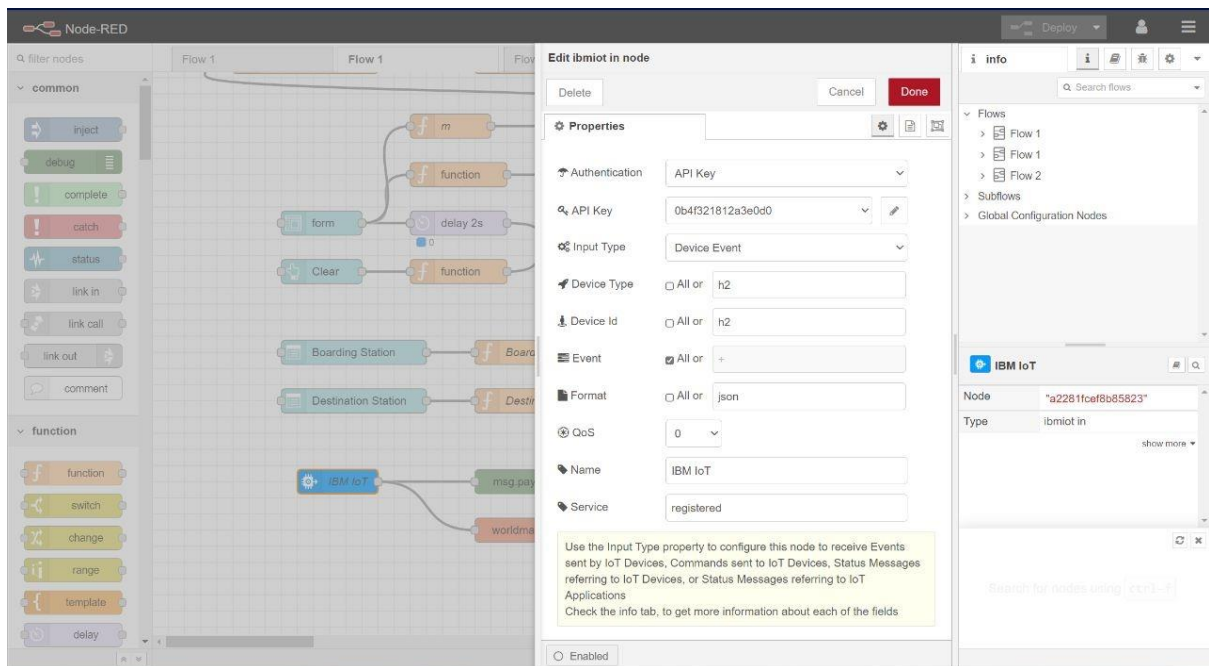 Node-RED
Deploy
filter nodes
Flow 1
Flow 1
Flow
common
inject
debug
complete
catch
status
link in
link call
link out
comment
function
function
switch
change
range
template
delay
m
function
form
delay 2s
0
Clear
function
Boarding Station
Board
Destination Station
Destin
IBM IoT
msg.pay
worldma
Edit ibmiot in node
Delete
Cancel
Done
Properties
Authentication
API Key
API Key
0b4f321812a3e0d0
Input Type
Device Event
Device Type
All or
h2
Device Id
All or
h2
Event
All or
+
Format
All or
json
QoS
0
Name
IBM IoT
Service
registered
Use the Input Type property to configure this node to receive Events
sent by IoT Devices, Commands sent to IoT Devices, Status Messages
referring to IoT Devices, or Status Messages referring to IoT
Applications
Check the info tab, to get more information about each of the fields
Enabled
i info
i
Search flows
Flows
Flow 1
Flow 1
Flow 2
Subflows
Global Configuration Nodes
IBM IoT
Node
"a2281fcef8b85823"
Type
ibmiot in
show more
Search for nodes using ctrl-f